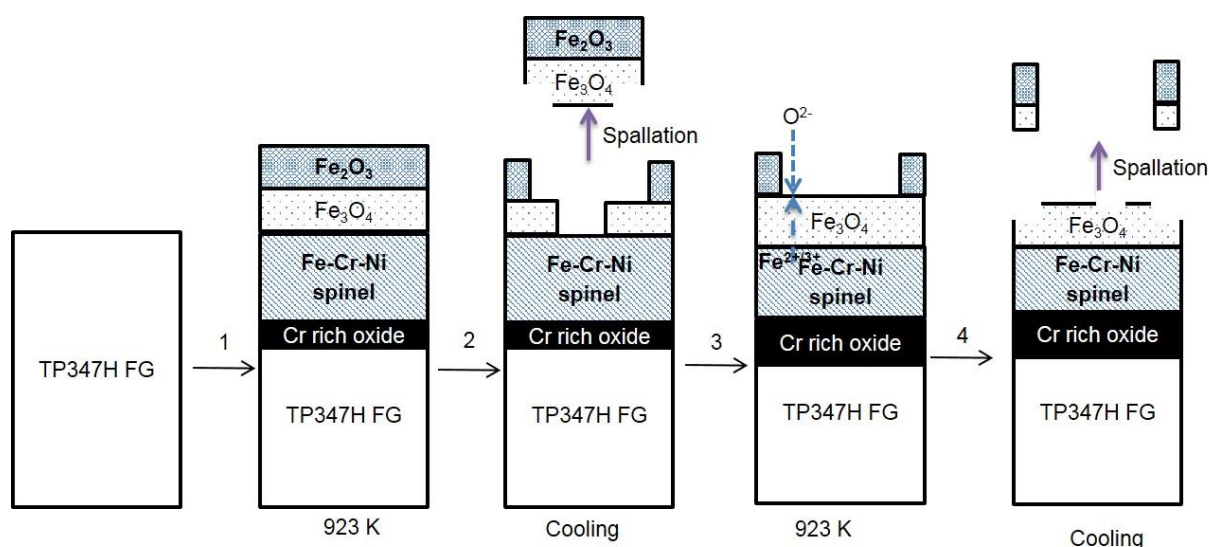 TP347H FG
1
Fe₂O₃
Fe₃O₄
Fe-Cr-Ni
spinel
Cr rich oxide
TP347H FG
923 K
2
Fe₂O₃
Fe₃O₄
Spallation
Fe-Cr-Ni
spinel
Cr rich oxide
TP347H FG
Cooling
3
O²⁻
Fe₃O₄
Fe²⁺/³⁺
Fe-Cr-Ni
spinel
Cr rich oxide
TP347H FG
923 K
4
Spallation
Fe₃O₄
Fe-Cr-Ni
spinel
Cr rich oxide
TP347H FG
Cooling